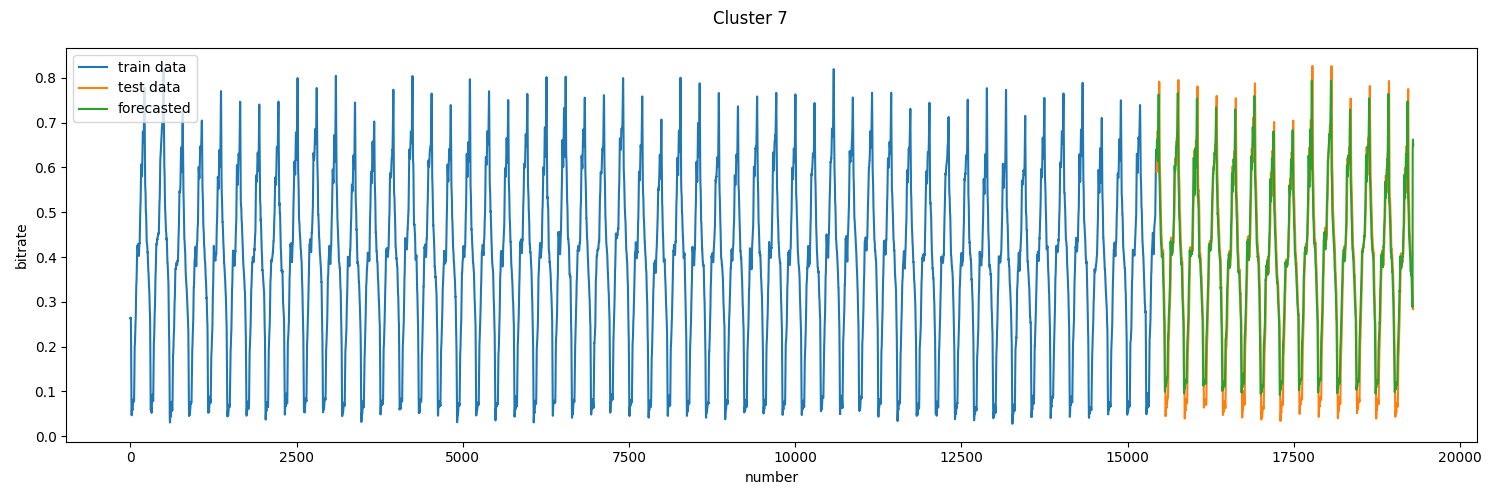 Cluster 7
train data
test data
forecasted
bitrate
0.8
0.7
0.6
0.5
0.4
0.3
0.2
0.1
0.0
0 2500 5000 7500 10000 12500 15000 17500 20000
number